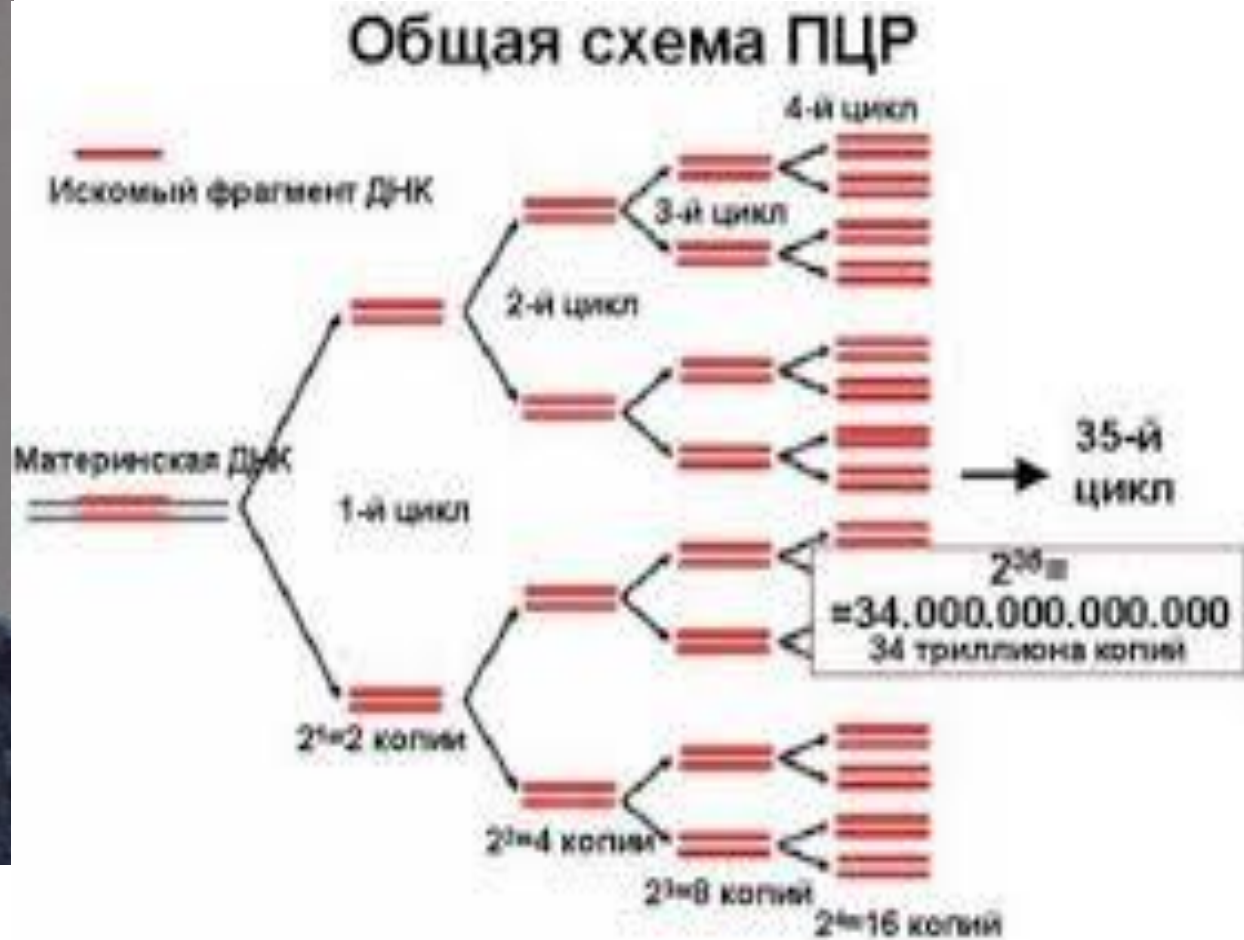 Общая схема ПЦР
4-й цикл
Искомый фрагмент ДНК
3-й цикл
2-й цикл
Материнская ДНК
1-й цикл
35-й
цикл
=34.000.000.000.000
34 триллиона копий
2¹=2 копии
2²=4 копии
2³=8 копий
2⁴=16 копий